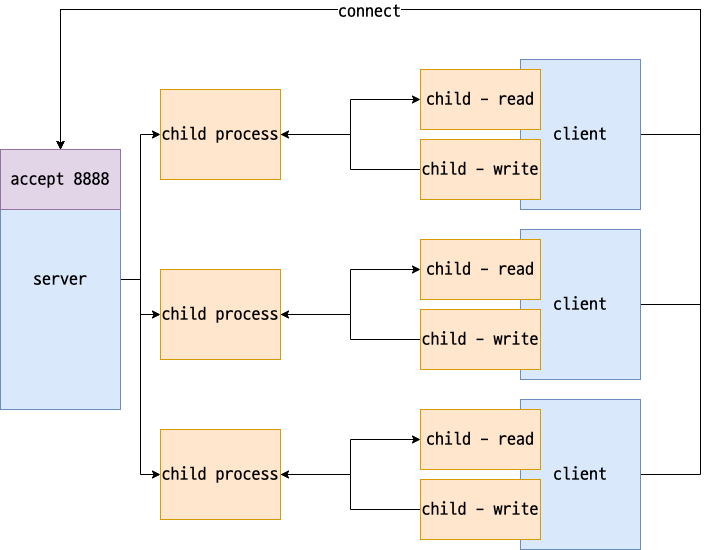 connect
accept 8888
server
child process
child - read
child - write
client
child process
child - read
child - write
client
child process
child - read
child - write
client